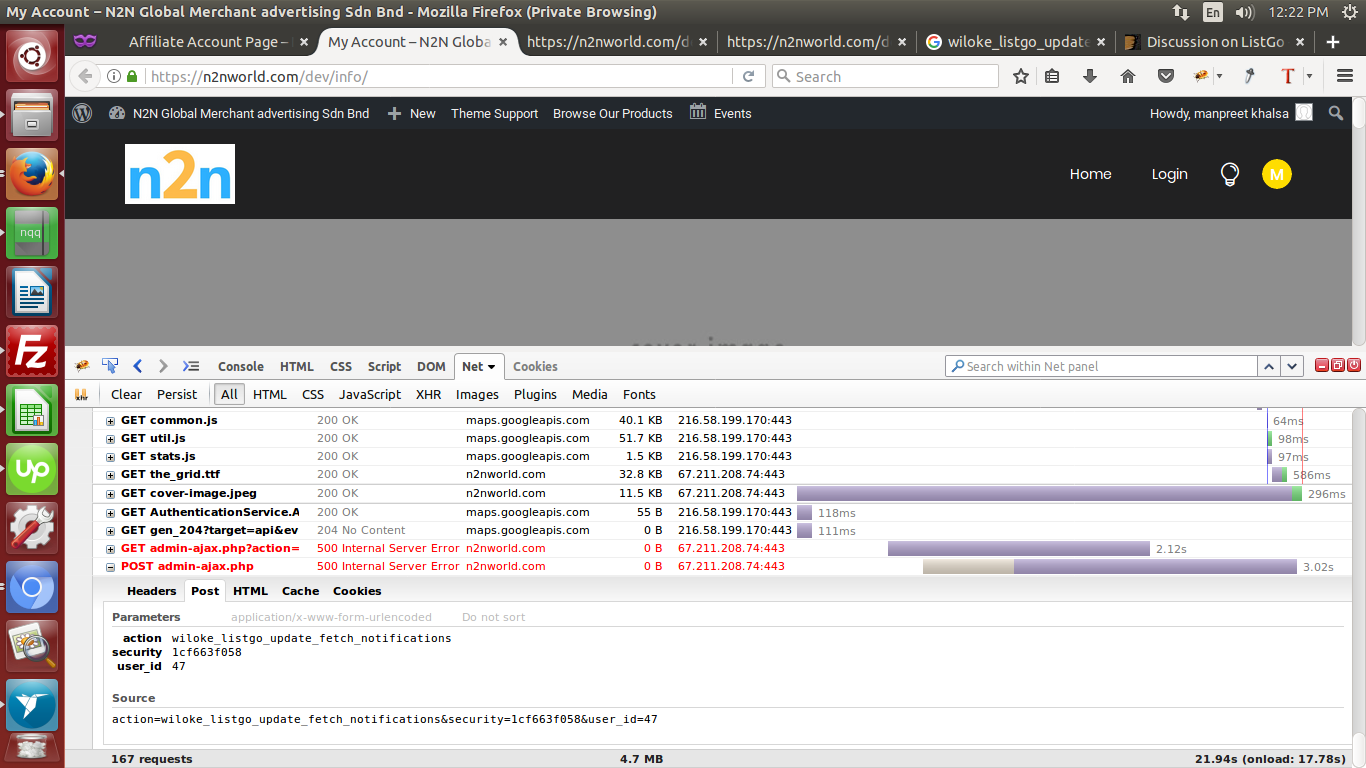 My Account – N2N Global Merchant advertising Sdn Bnd - Mozilla Firefox (Private Browsing)
En
12:22 PM
Affiliate Account Page –
My Account – N2N Globa
https://n2nworld.com/d
https://n2nworld.com/d
wiloke_listgo_update
Discussion on ListGo
https://n2nworld.com/dev/info/
Search
N2N Global Merchant advertising Sdn Bnd
New
Theme Support
Browse Our Products
Events
Howdy, manpreet khalsa
n2n
Home
Login
M
nqq
Fz
Up
Console HTML CSS Script DOM Net Cookies
Search within Net panel
Clear Persist All HTML CSS JavaScript XHR Images Plugins Media Fonts
GET common.js 200 OK maps.googleapis.com 40.1 KB 216.58.199.170:443 64ms
GET util.js 200 OK maps.googleapis.com 51.7 KB 216.58.199.170:443 98ms
GET stats.js 200 OK maps.googleapis.com 1.5 KB 216.58.199.170:443 97ms
GET the_grid.ttf 200 OK n2nworld.com 32.8 KB 67.211.208.74:443 586ms
GET cover-image.jpeg 200 OK n2nworld.com 11.5 KB 67.211.208.74:443 296ms
GET AuthenticationService.A 200 OK maps.googleapis.com 55 B 216.58.199.170:443 118ms
GET gen_204?target=api&ev 204 No Content maps.googleapis.com 0 B 216.58.199.170:443 111ms
GET admin-ajax.php?action= 500 Internal Server Error n2nworld.com 0 B 67.211.208.74:443 2.12s
POST admin-ajax.php 500 Internal Server Error n2nworld.com 0 B 67.211.208.74:443 3.02s
Headers Post HTML Cache Cookies
Parameters application/x-www-form-urlencoded Do not sort
action wiloke_listgo_update_fetch_notifications
security 1cf663f058
user_id 47
Source
action=wiloke_listgo_update_fetch_notifications&security=1cf663f058&user_id=47
167 requests 4.7 MB 21.94s (onload: 17.78s)